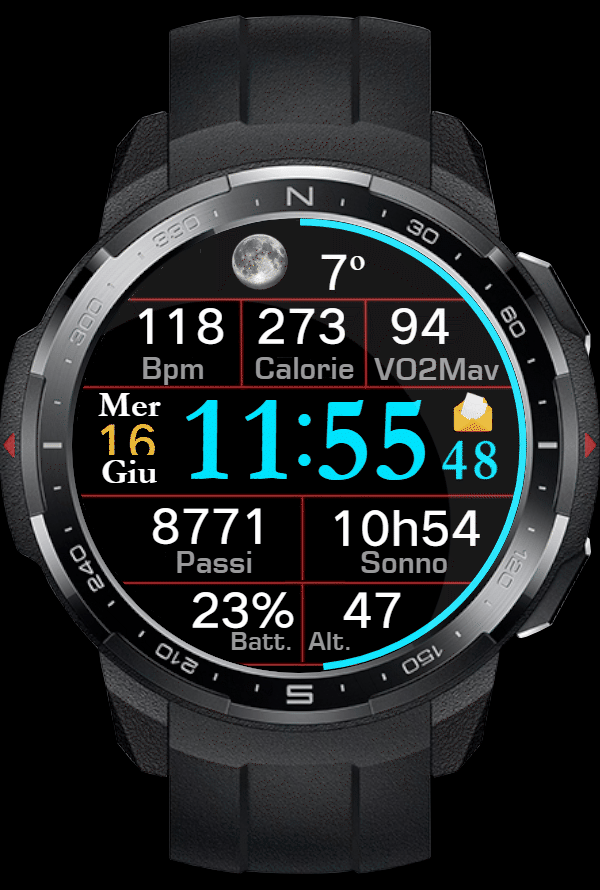 N
30
60
120
150
S
210
240
300
330
7º
118 273 94
Bpm Calorie VO2Mav
Mer
16
Giu
11:55
48
8771 10h54
Passi Sonno
23% 47
Batt. Alt.